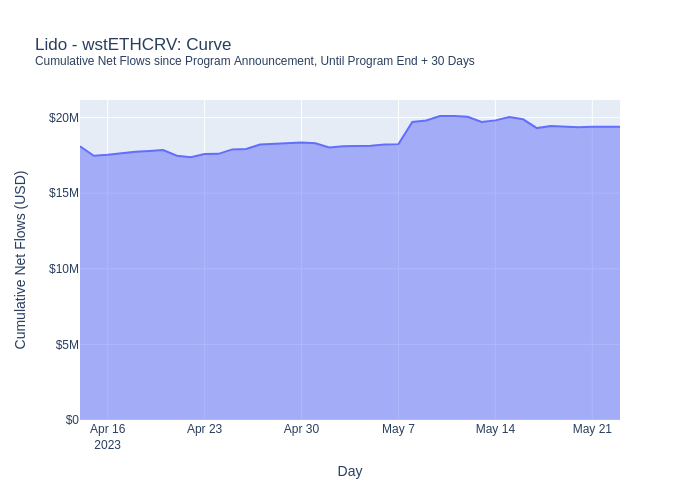 Lido - wstETHCRV: Curve
Cumulative Net Flows since Program Announcement, Until Program End + 30 Days
Cumulative Net Flows (USD)
$20M
$15M
$10M
$5M
$0
Apr 16
2023
Apr 23
Apr 30
May 7
May 14
May 21
Day